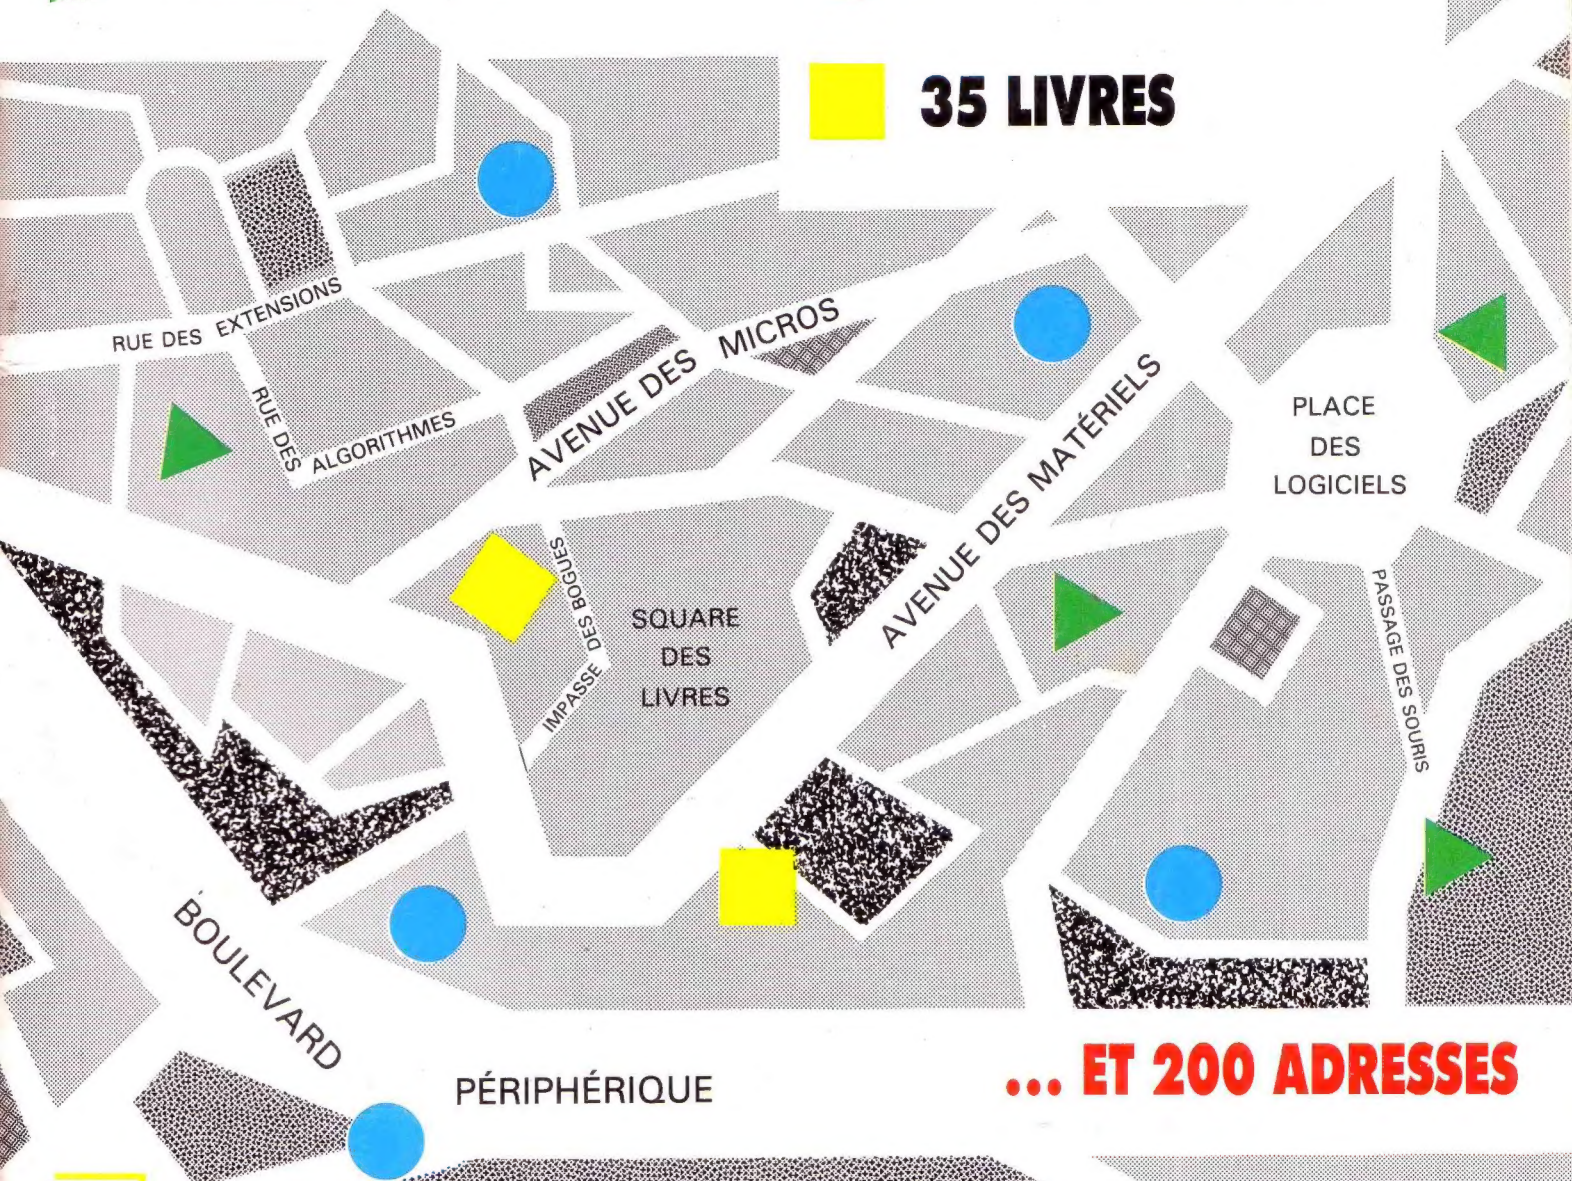 35 LIVRES
RUE DES EXTENSIONS
AVENUE DES MICROS
RUE DES ALGORITHMES
AVENUE DES MATÉRIELS
PLACE
DES
LOGICIELS
IMPASSE DES BOGUES
SQUARE
DES
LIVRES
PASSAGE DES SOURIS
BOULEVARD
PÉRIPHÉRIQUE
... ET 200 ADRESSES